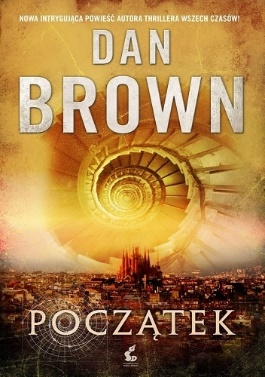 NOWA INTRYGUJĄCA POWIEŚĆ AUTORA THRILLERA WSZECH CZASÓW!
DAN
BROWN
POCZĄTEK